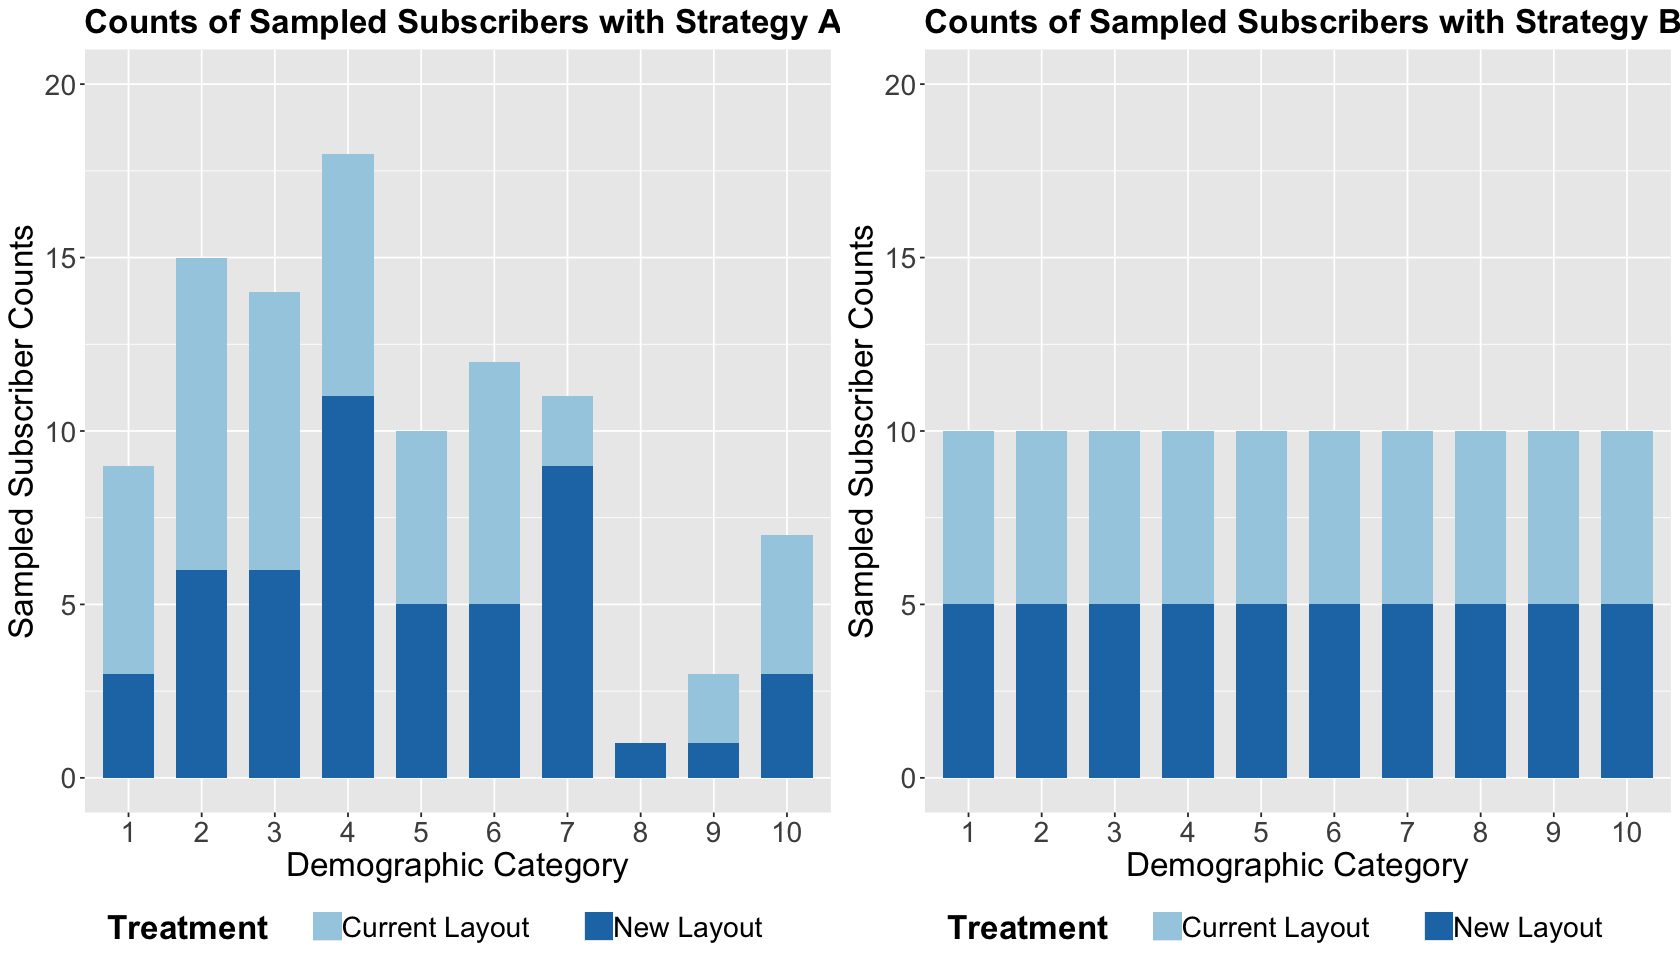 Counts of Sampled Subscribers with Strategy A
20
15
10
5
0
Sampled Subscriber Counts
1 2 3 4 5 6 7 8 9 10
Demographic Category
Treatment Current Layout New Layout
Counts of Sampled Subscribers with Strategy B
20
15
10
5
0
Sampled Subscriber Counts
1 2 3 4 5 6 7 8 9 10
Demographic Category
Treatment Current Layout New Layout